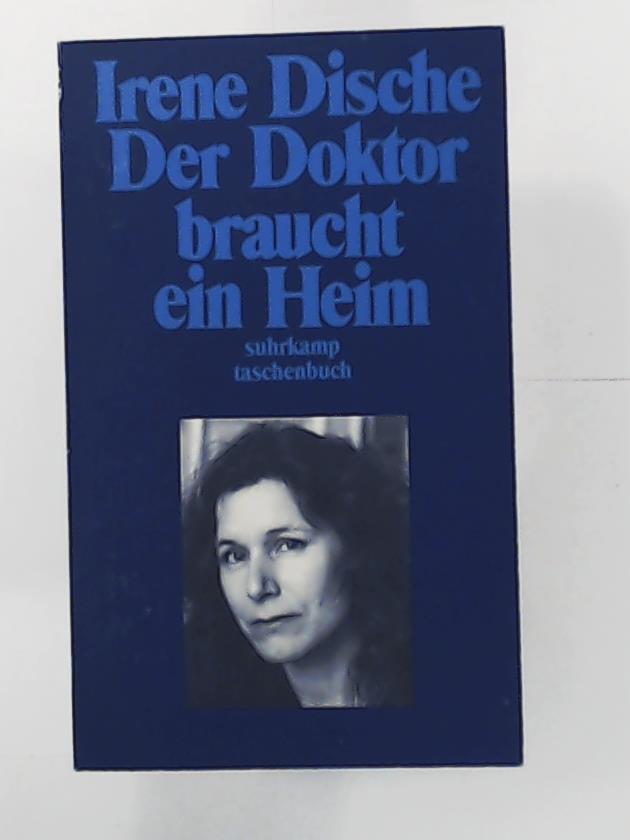 Irene Dische
Der Doktor
braucht
ein Heim
suhrkamp
taschenbuch